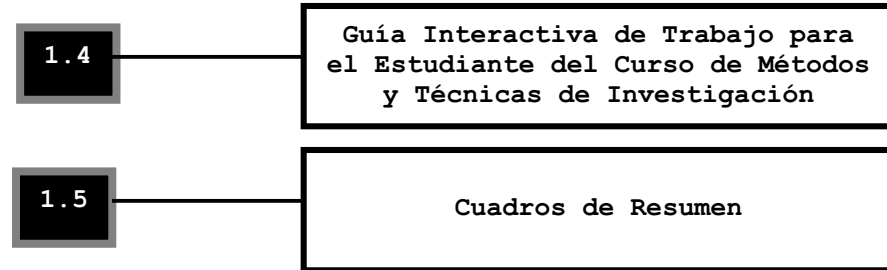 1.4
Guía Interactiva de Trabajo para
el Estudiante del Curso de Métodos
y Técnicas de Investigación
1.5
Cuadros de Resumen